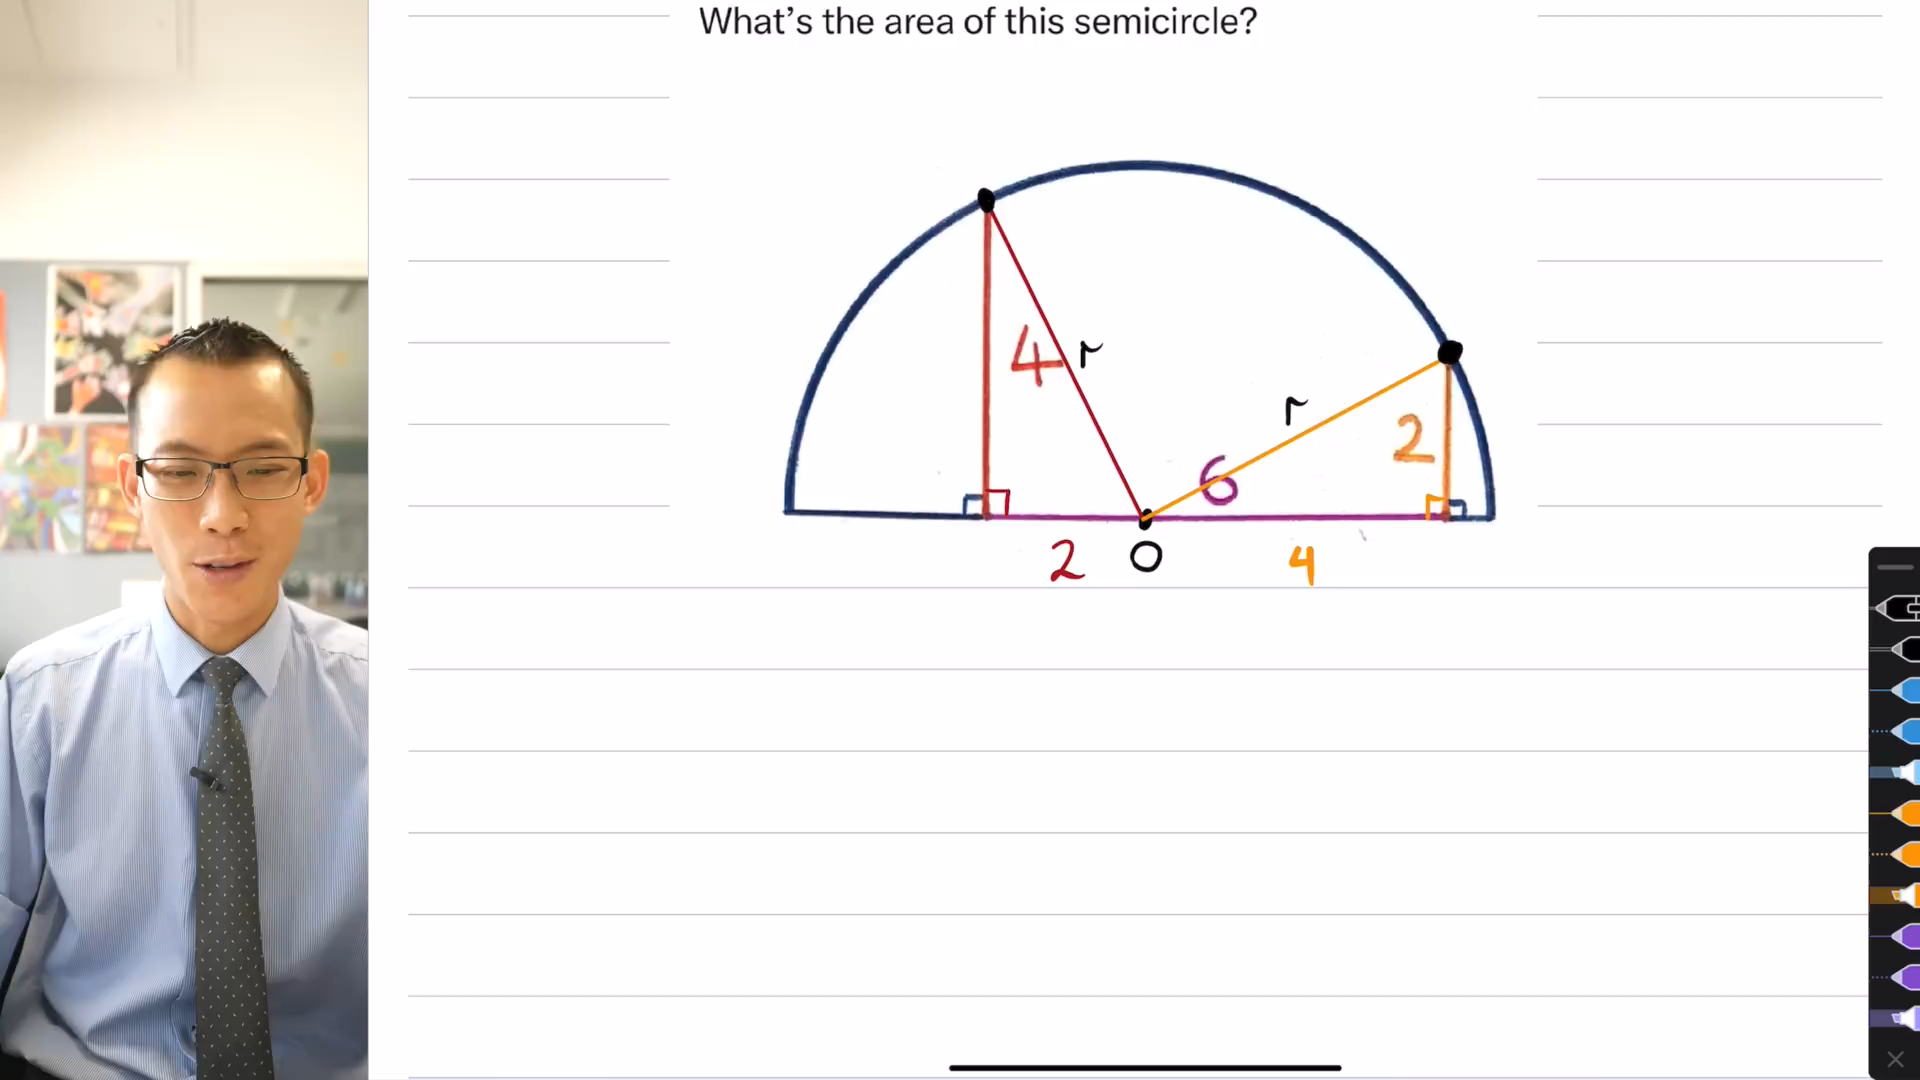 What's the area of this semicircle?
4 r
r
2
6
2 O 4